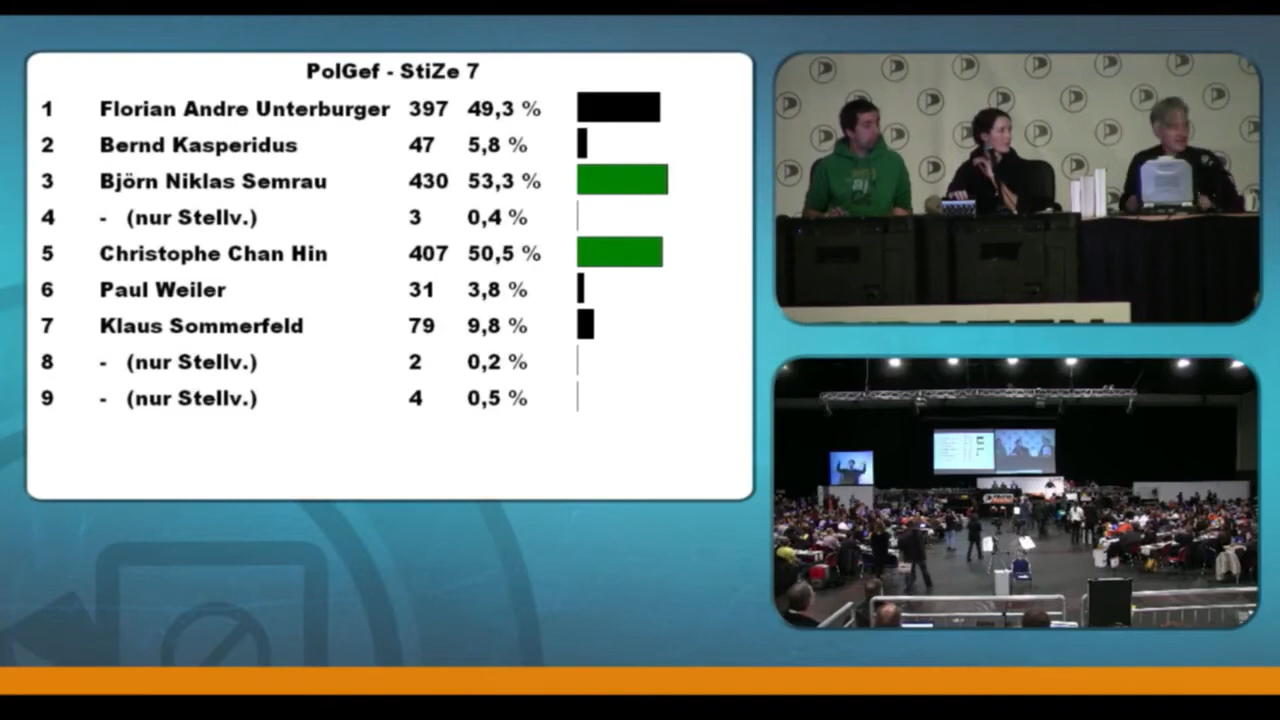 PolGef - StiZe 7
1 Florian Andre Unterburger 397 49,3 %
2 Bernd Kasperidus 47 5,8 %
3 Björn Niklas Semrau 430 53,3 %
4 - (nur Stellv.) 3 0,4 %
5 Christophe Chan Hin 407 50,5 %
6 Paul Weiler 31 3,8 %
7 Klaus Sommerfeld 79 9,8 %
8 - (nur Stellv.) 2 0,2 %
9 - (nur Stellv.) 4 0,5 %